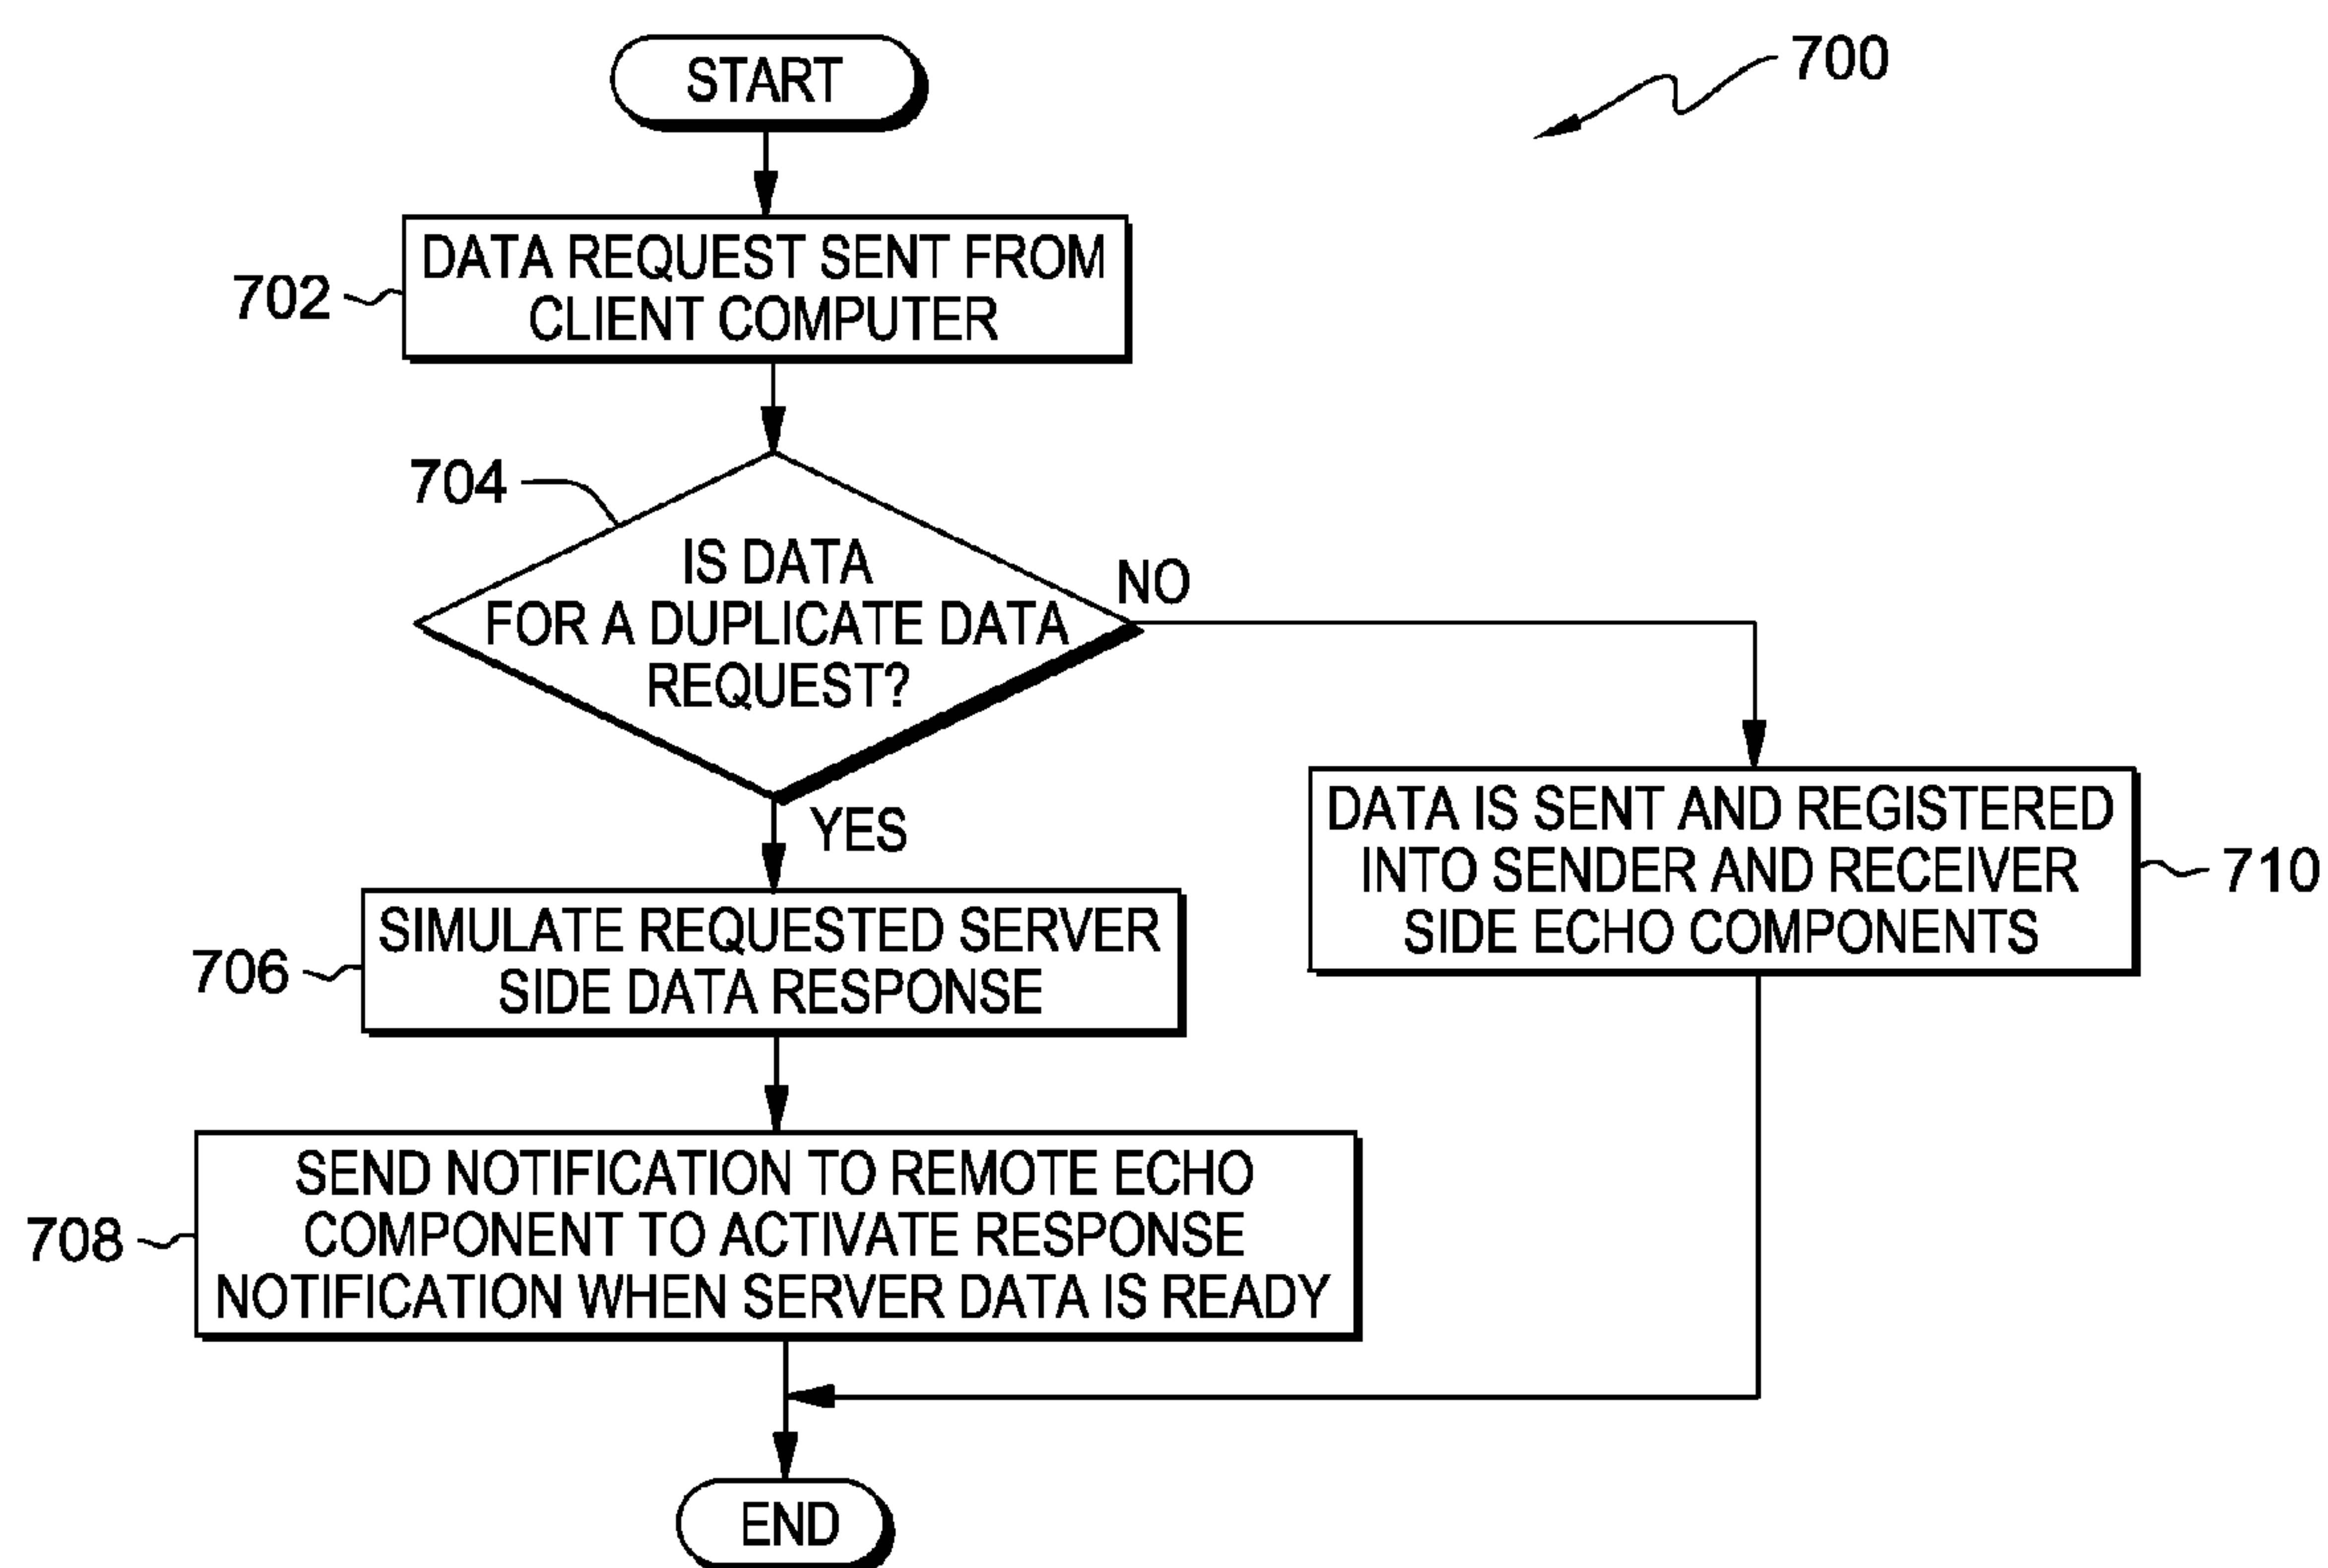 START
700
702
DATA REQUEST SENT FROM
CLIENT COMPUTER
704
IS DATA
FOR A DUPLICATE DATA
REQUEST?
NO
YES
706
SIMULATE REQUESTED SERVER
SIDE DATA RESPONSE
DATA IS SENT AND REGISTERED
INTO SENDER AND RECEIVER
SIDE ECHO COMPONENTS
710
708
SEND NOTIFICATION TO REMOTE ECHO
COMPONENT TO ACTIVATE RESPONSE
NOTIFICATION WHEN SERVER DATA IS READY
END